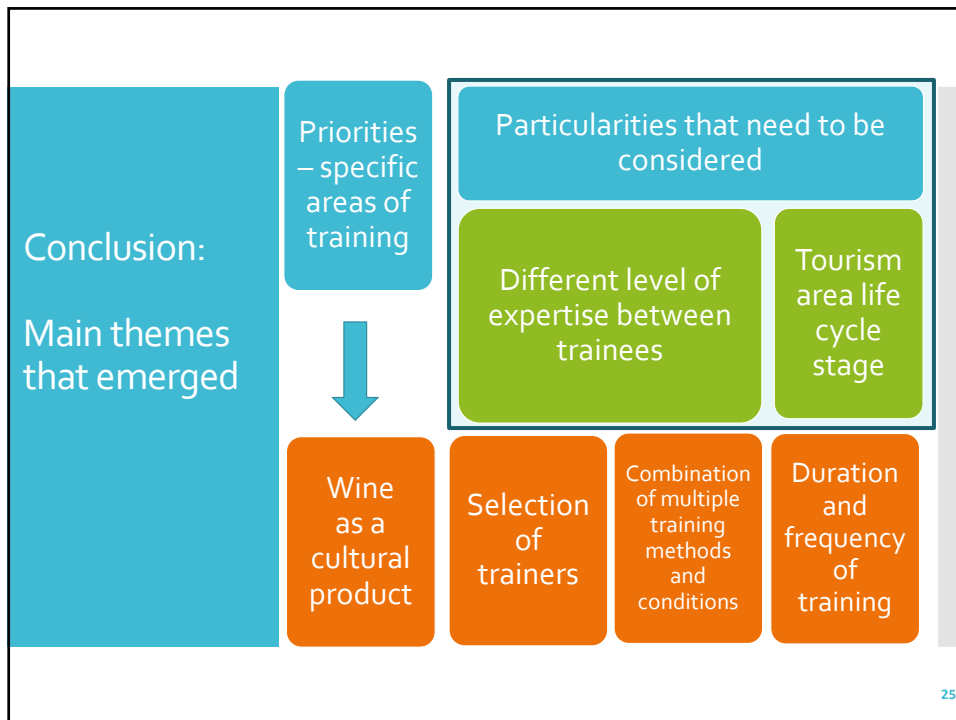 Conclusion:
Main themes
that emerged
Priorities
– specific
areas of
training
Particularities that need to be
considered
Different level of
expertise between
trainees
Tourism
area life
cycle
stage
Wine
as a
cultural
product
Selection
of
trainers
Combination
of multiple
training
methods
and
conditions
Duration
and
frequency
of
training
25